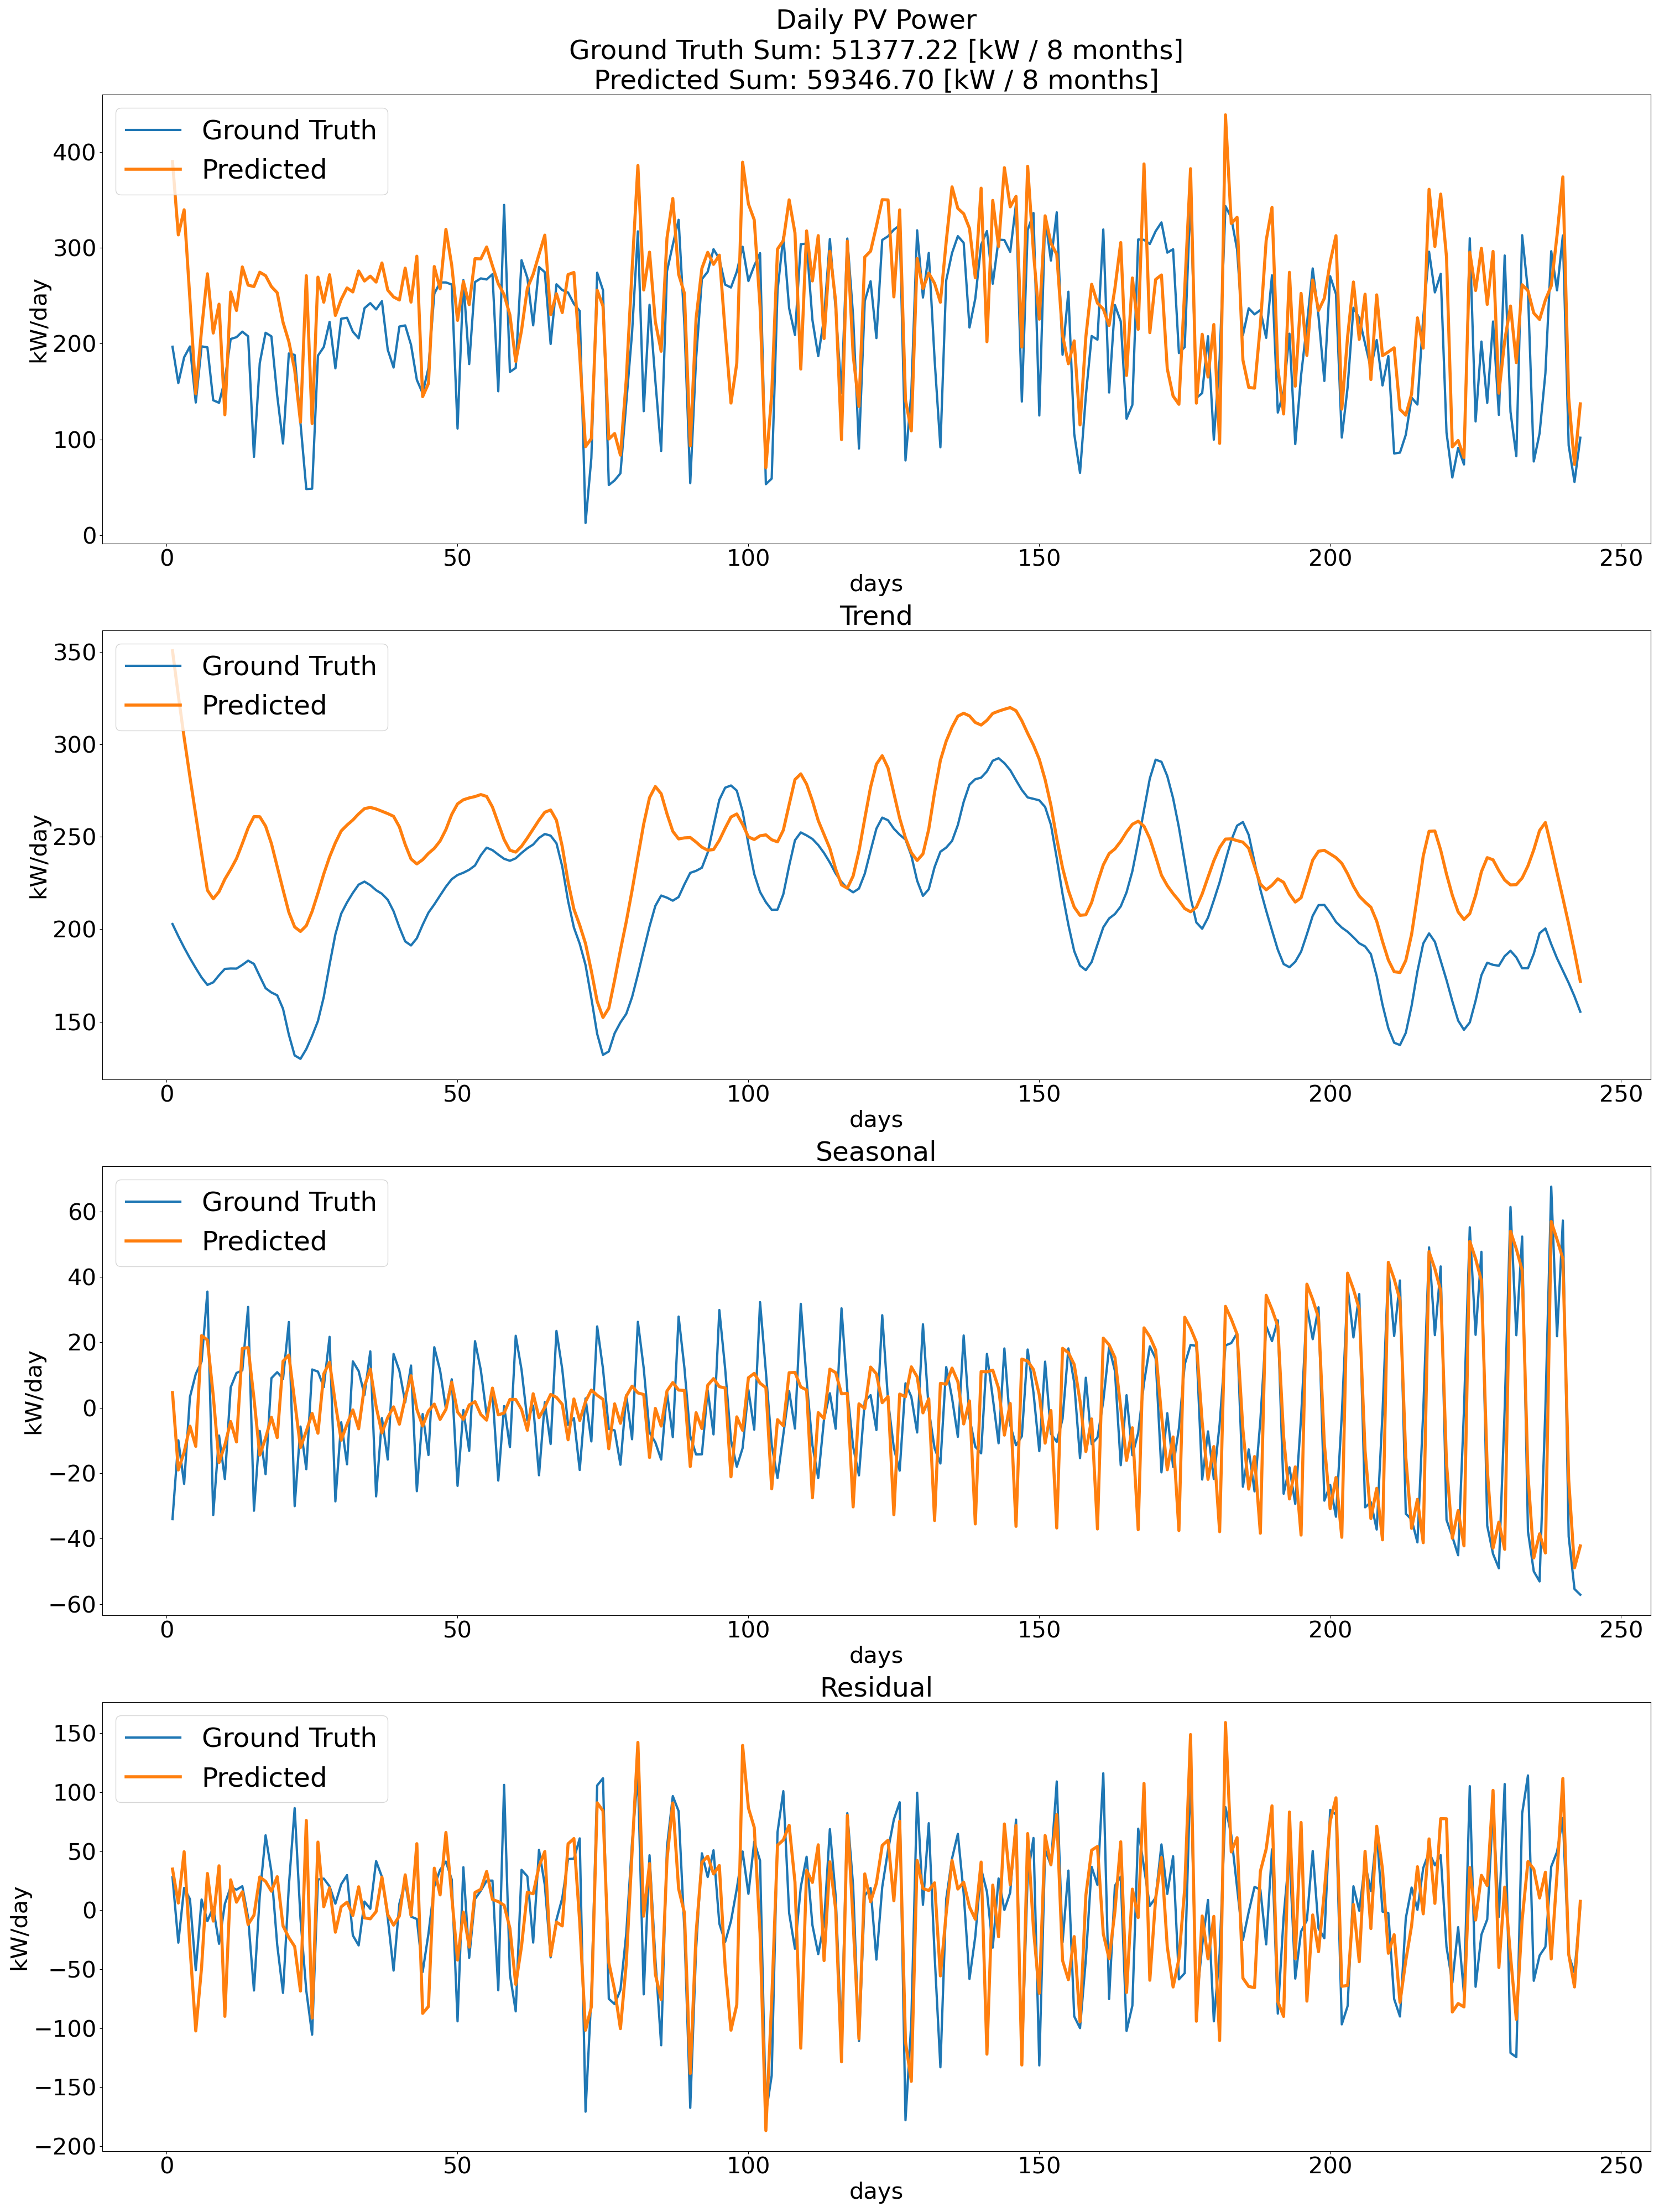 Daily PV Power
Ground Truth Sum: 51377.22 [kW / 8 months]
Predicted Sum: 59346.70 [kW / 8 months]
Ground Truth
Predicted
kW/day
400
300
200
100
0
0 50 100 150 200 250
days
Trend
Ground Truth
Predicted
kW/day
350
300
250
200
150
0 50 100 150 200 250
days
Seasonal
Ground Truth
Predicted
kW/day
60
40
20
0
−20
−40
−60
0 50 100 150 200 250
days
Residual
Ground Truth
Predicted
kW/day
150
100
50
0
−50
−100
−150
−200
0 50 100 150 200 250
days